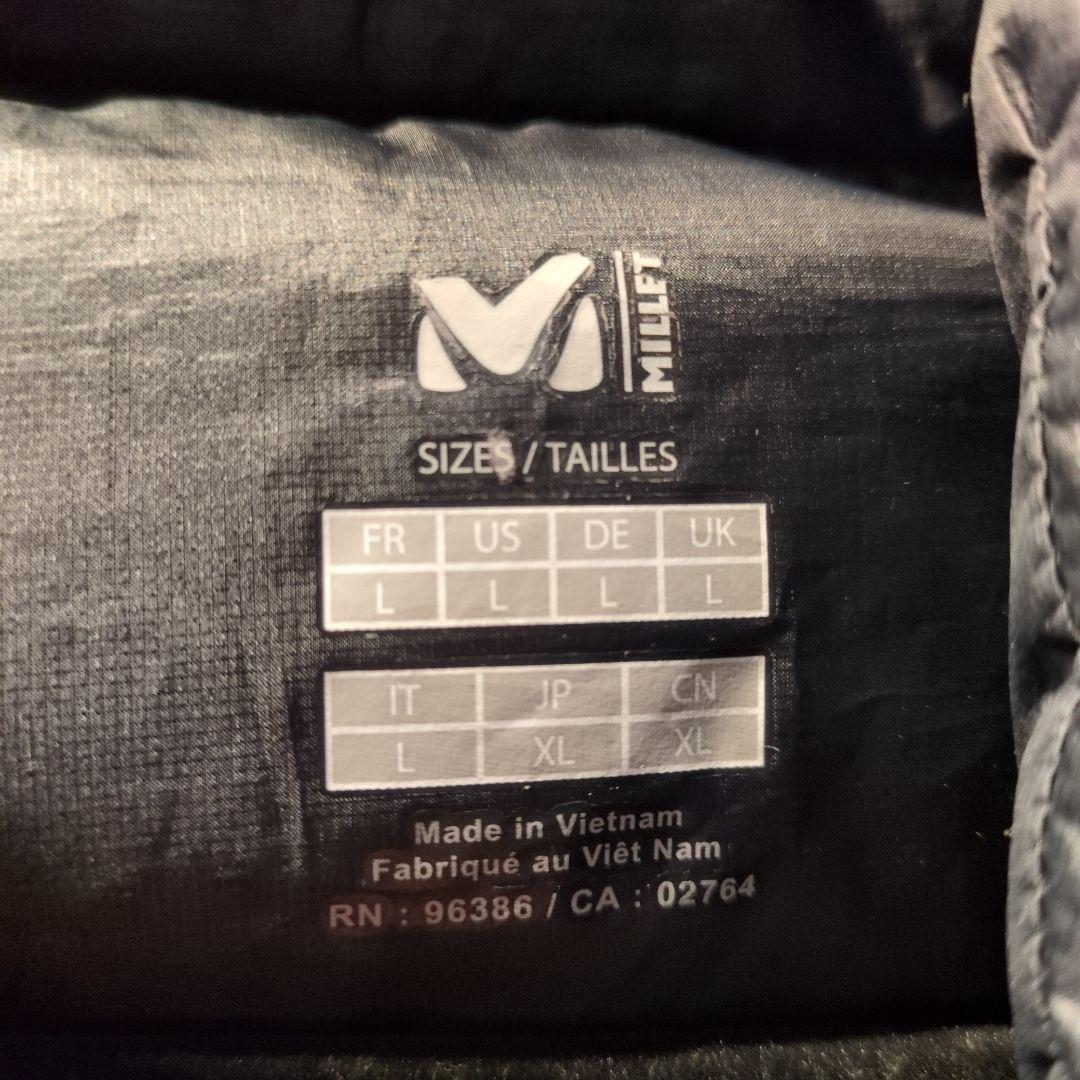 MILLET
SIZES / TAILLES
FR US DE UK
L L L L
IT JP CN
L XL XL
Made in Vietnam
Fabriqué au Viêt Nam
RN : 96386 / CA : 02764